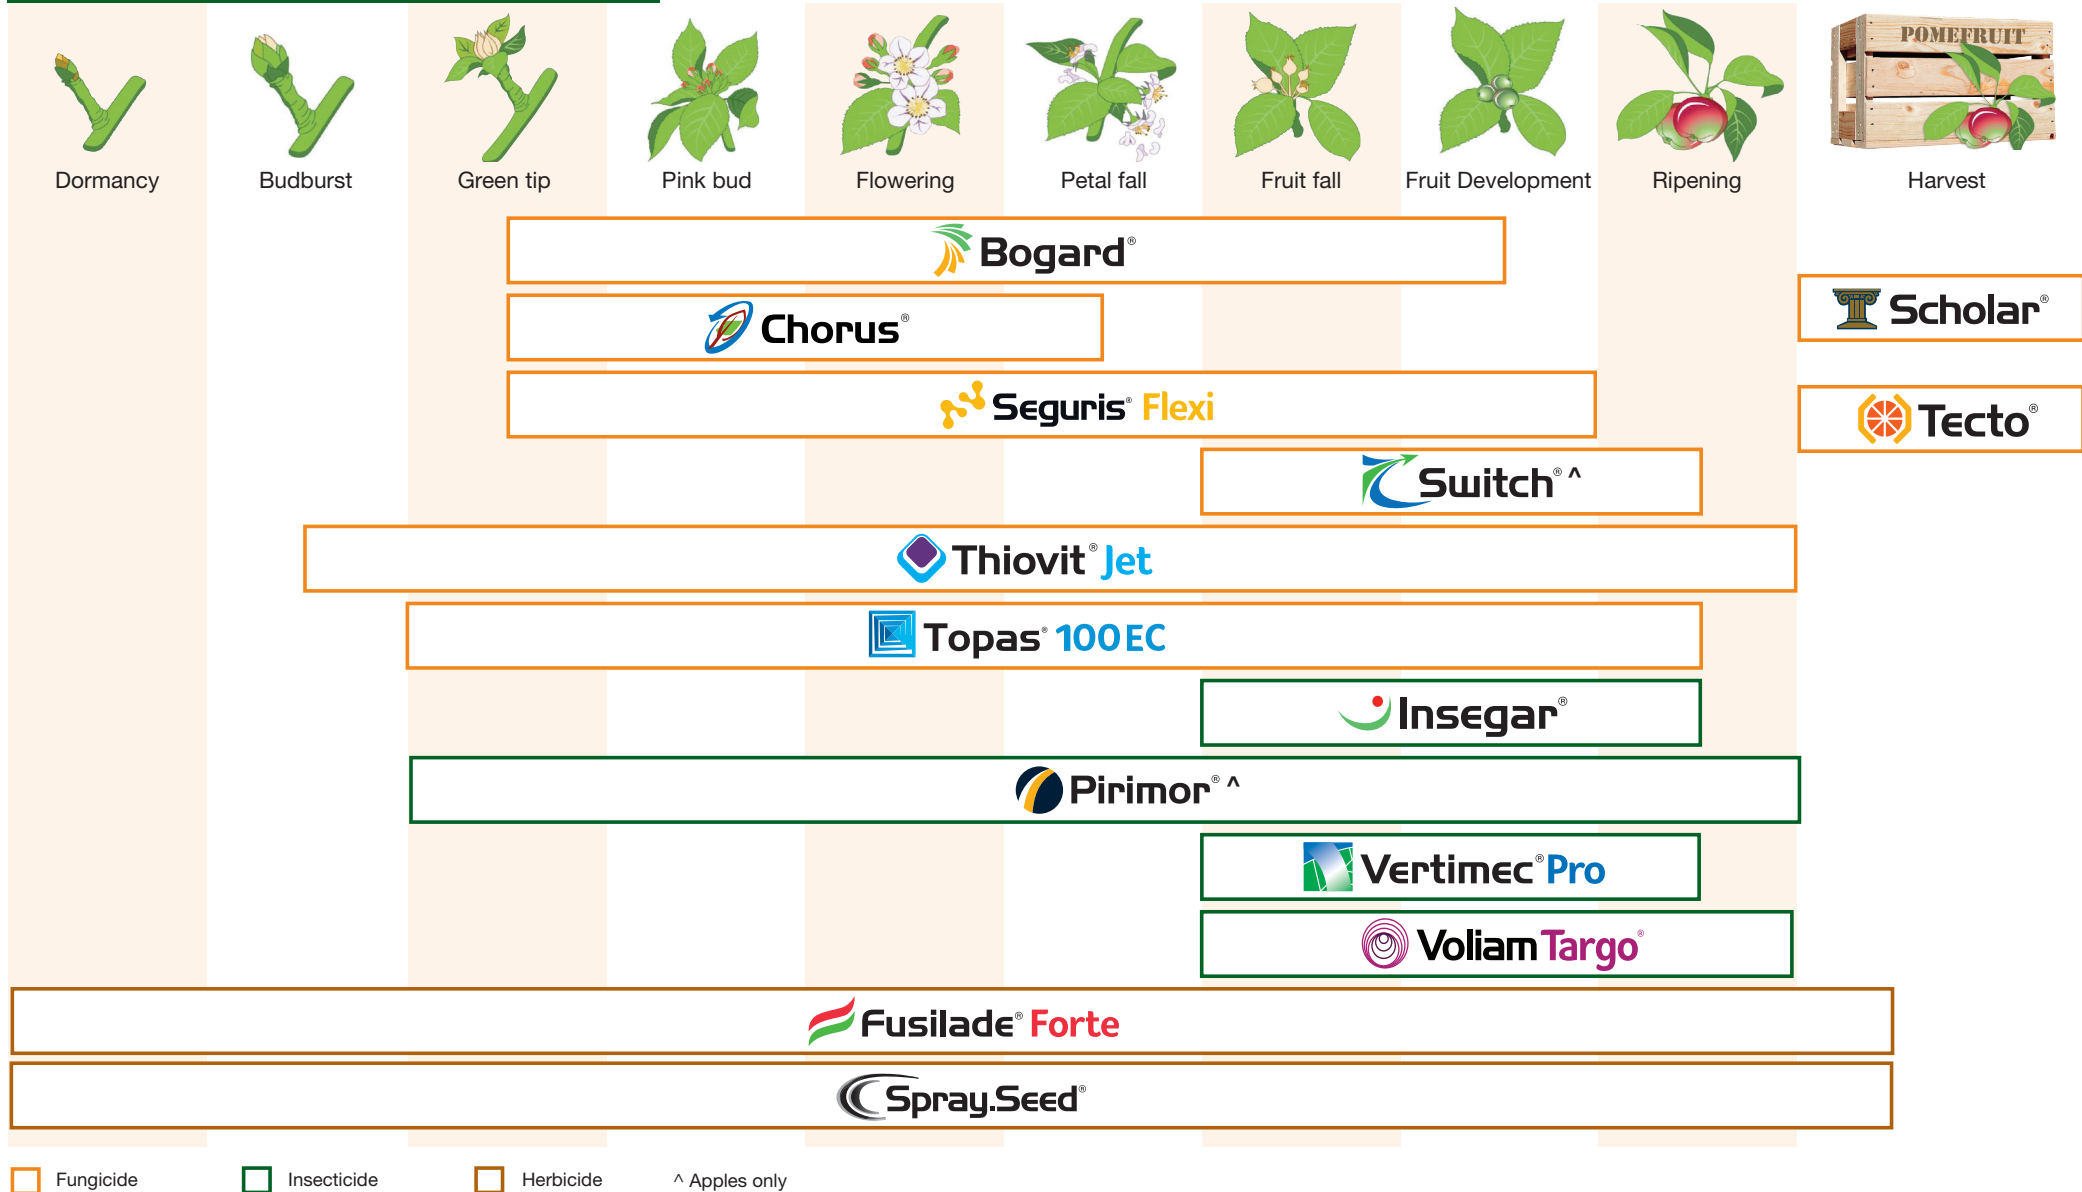 POMEFRUIT
Dormancy
Budburst
Green tip
Pink bud
Flowering
Petal fall
Fruit fall
Fruit Development
Ripening
Harvest
Bogard®
Chorus®
Scholar®
Seguris® Flexi
Tecto®
Switch® ^
Thiovit® Jet
Topas® 100 EC
Insegar®
Pirimor® ^
Vertimec® Pro
Voliam Targo®
Fusilade® Forte
Spray.Seed®
Fungicide
Insecticide
Herbicide
^ Apples only